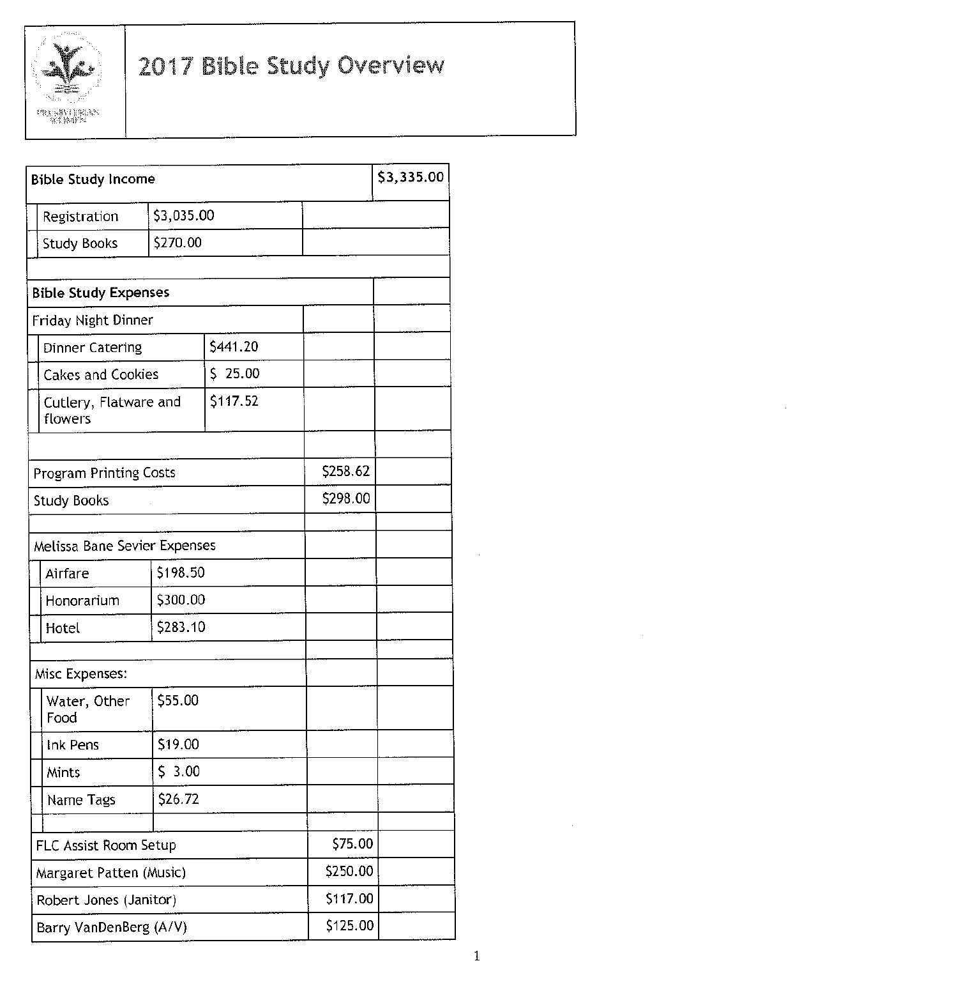 2017 Bible Study Overview
PRESBYTERIAN
WOMEN
Bible Study Income $3,335.00
Registration $3,035.00
Study Books $270.00
Bible Study Expenses
Friday Night Dinner
Dinner Catering $441.20
Cakes and Cookies $ 25.00
Cutlery, Flatware and $117.52
flowers
Program Printing Costs $258.62
Study Books $298.00
Melissa Bane Sevier Expenses
Airfare $198.50
Honorarium $300.00
Hotel $283.10
Misc Expenses:
Water, Other $55.00
Food
Ink Pens $19.00
Mints $ 3.00
Name Tags $26.72
FLC Assist Room Setup $75.00
Margaret Patten (Music) $250.00
Robert Jones (Janitor) $117.00
Barry VanDenBerg (A/V) $125.00
1